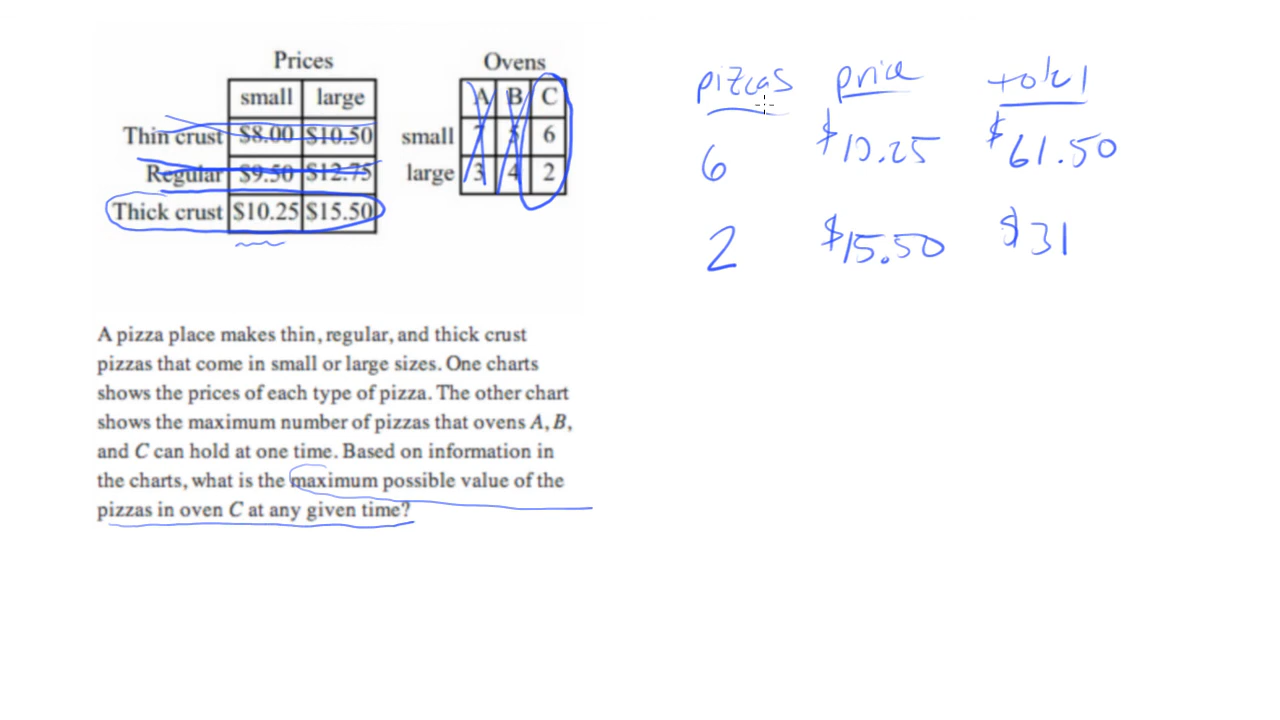 Prices
small large
Thin crust $8.00 $10.50
Regular $9.50 $12.75
Thick crust $10.25 $15.50
Ovens
A B C
small 7 5 6
large 3 4 2
pizzas price total
6 $10.25 $61.50
2 $15.50 $31
A pizza place makes thin, regular, and thick crust
pizzas that come in small or large sizes. One charts
shows the prices of each type of pizza. The other chart
shows the maximum number of pizzas that ovens A, B,
and C can hold at one time. Based on information in
the charts, what is the maximum possible value of the
pizzas in oven C at any given time?